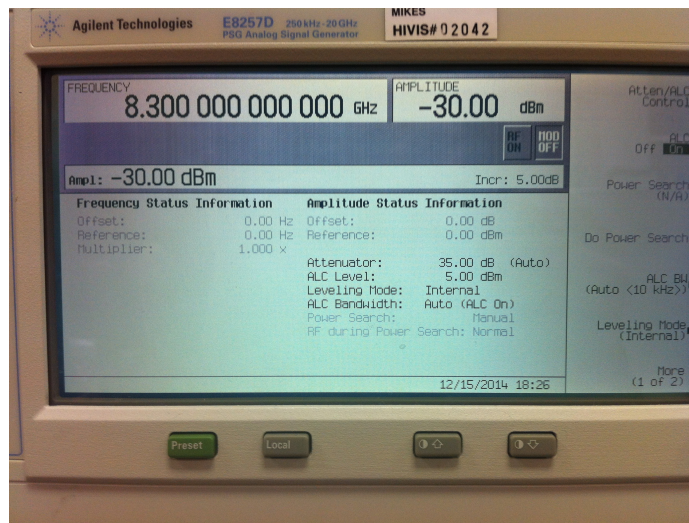 Agilent Technologies
E8257D 250 kHz - 20 GHz
PSG Analog Signal Generator
MIKES
HIVIS# 02042
FREQUENCY
8.300 000 000 000 GHz
AMPLITUDE
-30.00 dBm
RF ON
MOD OFF
Ampl: -30.00 dBm
Incr: 5.00dB
Frequency Status Information
Offset: 0.00 Hz
Reference: 0.00 Hz
Multiplier: 1.000 x
Amplitude Status Information
Offset: 0.00 dB
Reference: 0.00 dBm
Attenuator: 35.00 dB (Auto)
ALC Level: 5.00 dBm
Leveling Mode: Internal
ALC Bandwidth: Auto (ALC On)
Power Search: Manual
RF during Power Search: Normal
12/15/2014 18:26
Atten/ALC
Control
ALC
Off On
Power Search
(N/A)
Do Power Search
ALC BW
(Auto <10 kHz)
Leveling Mode
(Internal)
More
(1 of 2)
Preset
Local